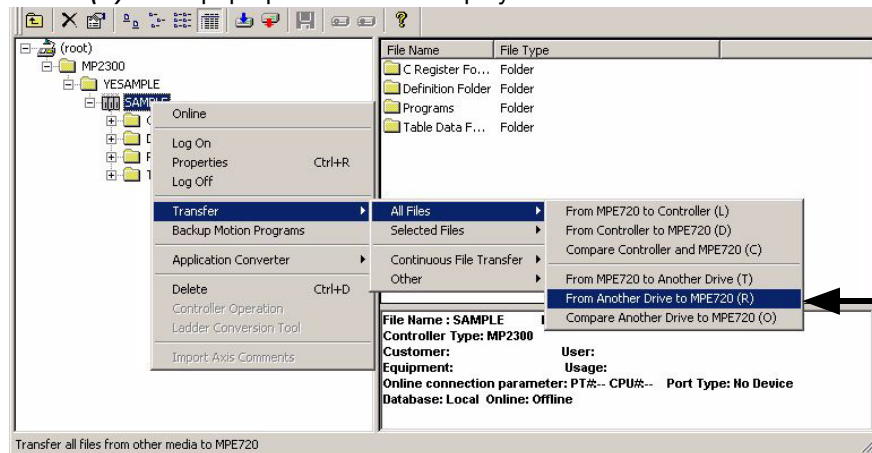 (root)
MP2300
YESAMPLE
SAMPLE
File Name File Type
C Register Fo... Folder
Definition Folder Folder
Programs Folder
Table Data F... Folder
Online
Log On
Properties Ctrl+R
Log Off
Transfer
Backup Motion Programs
Application Converter
Delete Ctrl+D
Controller Operation
Ladder Conversion Tool
Import Axis Comments
All Files
Selected Files
Continuous File Transfer
Other
From MPE720 to Controller (L)
From Controller to MPE720 (D)
Compare Controller and MPE720 (C)
From MPE720 to Another Drive (T)
From Another Drive to MPE720 (R)
Compare Another Drive to MPE720 (O)
File Name : SAMPLE
Controller Type: MP2300
Customer: User:
Equipment: Usage:
Online connection parameter: PT#:-- CPU#:-- Port Type: No Device
Database: Local Online: Offline
Transfer all files from other media to MPE720